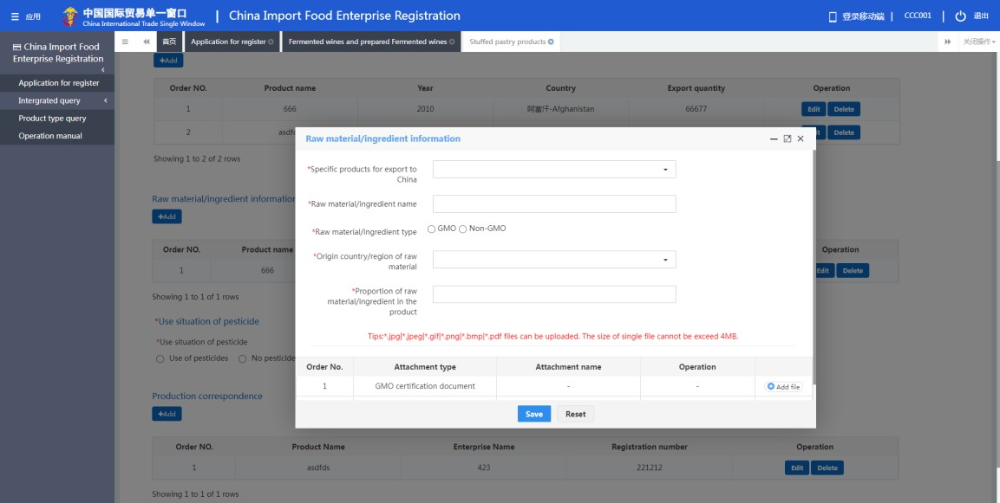 应用
中国国际贸易单一窗口
China International Trade Single Window
China Import Food Enterprise Registration
登录移动端
CCC001
退出
China Import Food
Enterprise Registration
Application for register
Intergrated query
Product type query
Operation manual
首页
Application for register
Fermented wines and prepared Fermented wines
Stuffed pastry products
关闭操作
+Add
Order NO. Product name Year Country Export quantity Operation
1 666 2010 阿富汗-Afghanistan 66677 Edit Delete
2 Delete
Showing 1 to 2 of 2 rows
Raw material/ingredient information
+Add
Order NO. Product name Operation
1 666 Edit Delete
Showing 1 to 1 of 1 rows
*Use situation of pesticide
*Use situation of pesticide
Use of pesticides No pesticide
Production correspondence
+Add
Order NO. Product Name Enterprise Name Registration number Operation
1 asdfds 423 221212 Edit Delete
Showing 1 to 1 of 1 rows
Raw material/ingredient information
*Specific products for export to
China
*Raw material/ingredient name
*Raw material/ingredient type GMO Non-GMO
*Origin country/region of raw
material
*Proportion of raw
material/ingredient in the
product
Tips:*.jpg|*.jpeg|*.gif|*.png|*.bmp|*.pdf files can be uploaded. The size of single file cannot be exceed 4MB.
Order No. Attachment type Attachment name Operation
1 GMO certification document - - Add file
Save Reset